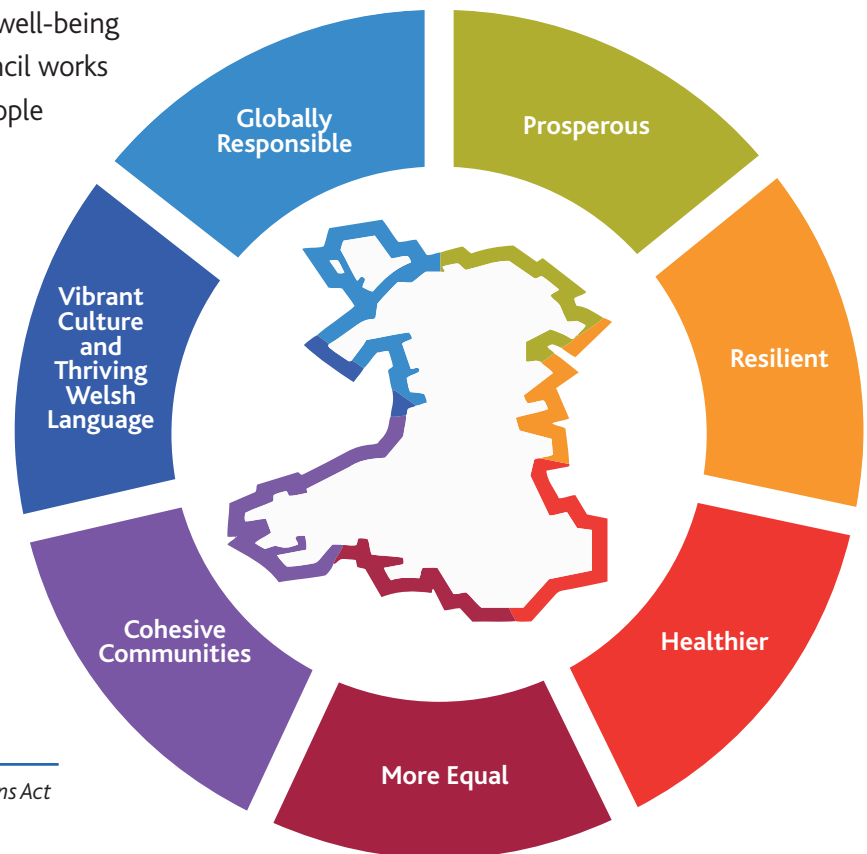 well-being
ncil works
ople
Globally
Responsible
Prosperous
Resilient
Healthier
More Equal
Cohesive
Communities
Vibrant
Culture
and
Thriving
Welsh
Language
ns Act